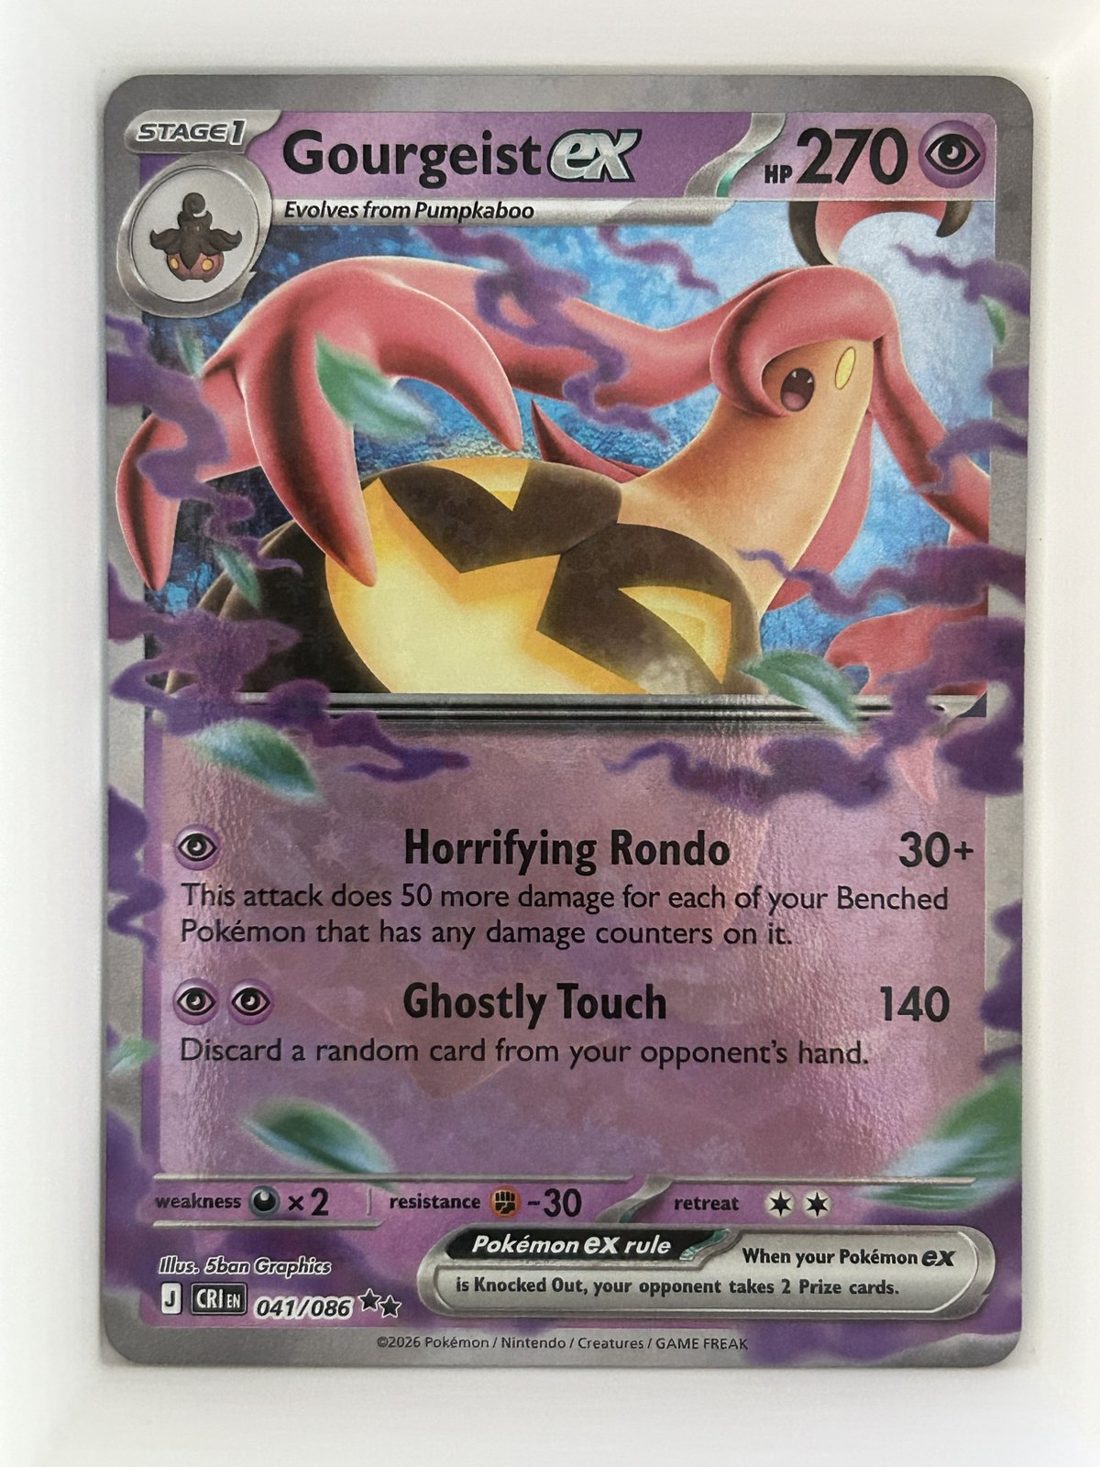 STAGE1
Gourgeist ex
HP 270
Evolves from Pumpkaboo
Horrifying Rondo 30+
This attack does 50 more damage for each of your Benched
Pokémon that has any damage counters on it.
Ghostly Touch 140
Discard a random card from your opponent's hand.
weakness ×2 resistance -30 retreat
Pokémon ex rule
When your Pokémon ex
is Knocked Out, your opponent takes 2 Prize cards.
Illus. 5ban Graphics
J CRI EN 041/086
©2026 Pokémon / Nintendo / Creatures / GAME FREAK